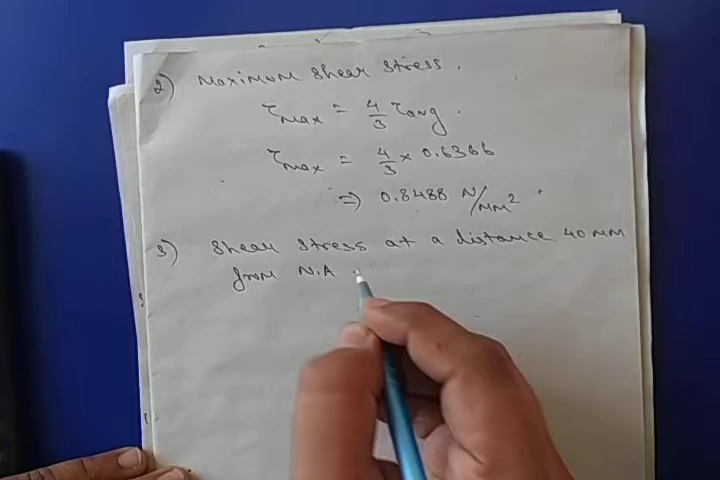 2) Maximum Shear stress.
τmax = 4/3 τavg.
τmax = 4/3 × 0.6366
⇒ 0.8488 N/mm²
3) Shear stress at a distance 40 mm
from N.A